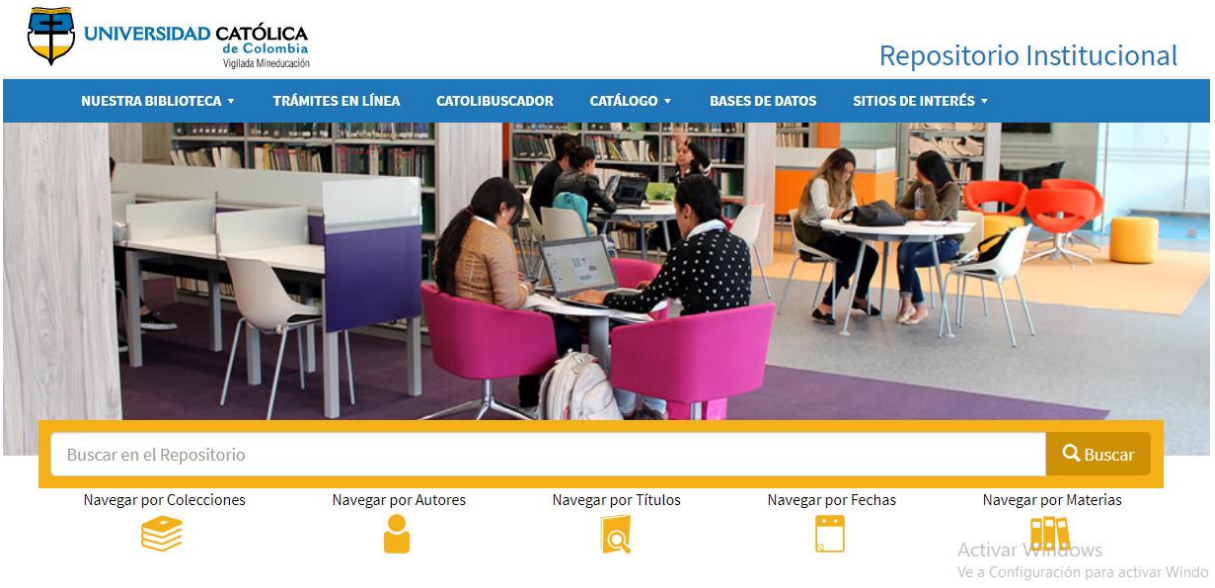 UNIVERSIDAD CATÓLICA
de Colombia
Vigilada Mineducación
Repositorio Institucional
NUESTRA BIBLIOTECA
TRÁMITES EN LÍNEA
CATOLIBUSCADOR
CATÁLOGO
BASES DE DATOS
SITIOS DE INTERÉS
Buscar en el Repositorio
Buscar
Navegar por Colecciones
Navegar por Autores
Navegar por Títulos
Navegar por Fechas
Navegar por Materias
Activar Windows
Ve a Configuración para activar Windo